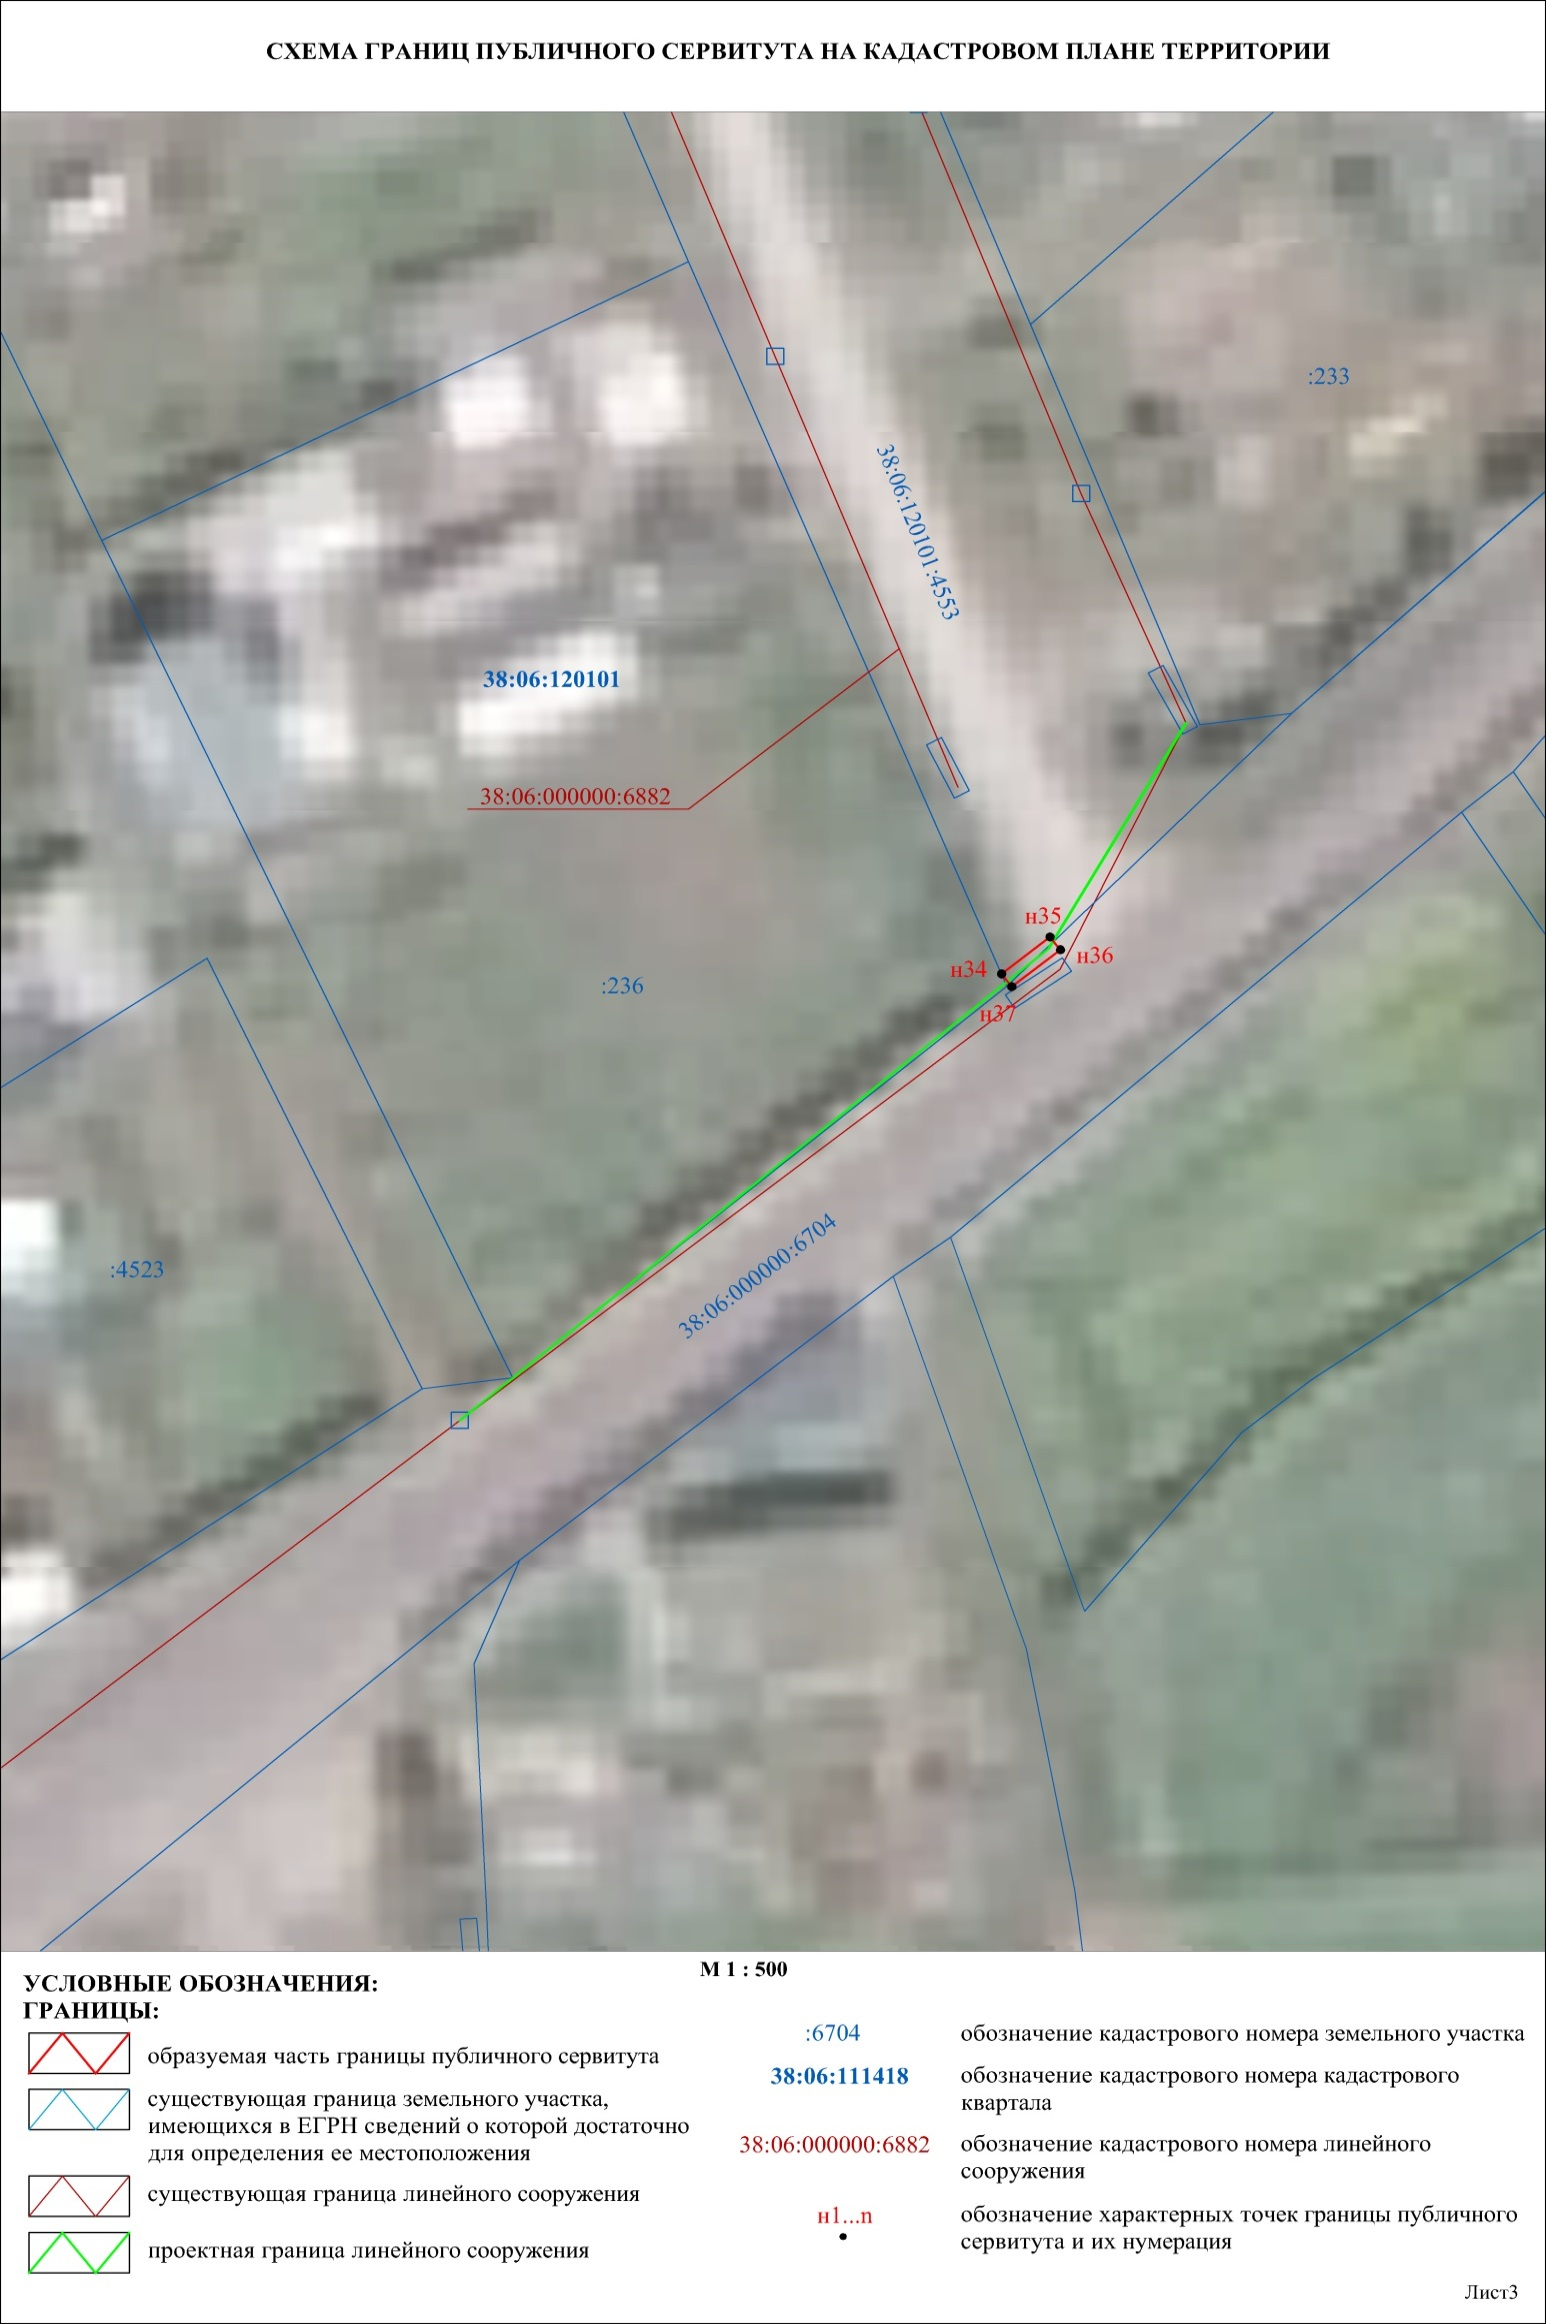 СХЕМА ГРАНИЦ ПУБЛИЧНОГО СЕРВИТУТА НА КАДАСТРОВОМ ПЛАНЕ ТЕРРИТОРИИ
:233
38:06:120101:4553
38:06:120101
38:06:000000:6882
н35
н36
н34
н37
:236
:4523
38:06:000000:6704
М 1 : 500
УСЛОВНЫЕ ОБОЗНАЧЕНИЯ:
ГРАНИЦЫ:
образуемая часть границы публичного сервитута
существующая граница земельного участка,
имеющихся в ЕГРН сведений о которой достаточно
для определения ее местоположения
существующая граница линейного сооружения
проектная граница линейного сооружения
:6704
обозначение кадастрового номера земельного участка
38:06:111418
обозначение кадастрового номера кадастрового
квартала
38:06:000000:6882
обозначение кадастрового номера линейного
сооружения
н1...n
обозначение характерных точек границы публичного
сервитута и их нумерация
Лист3